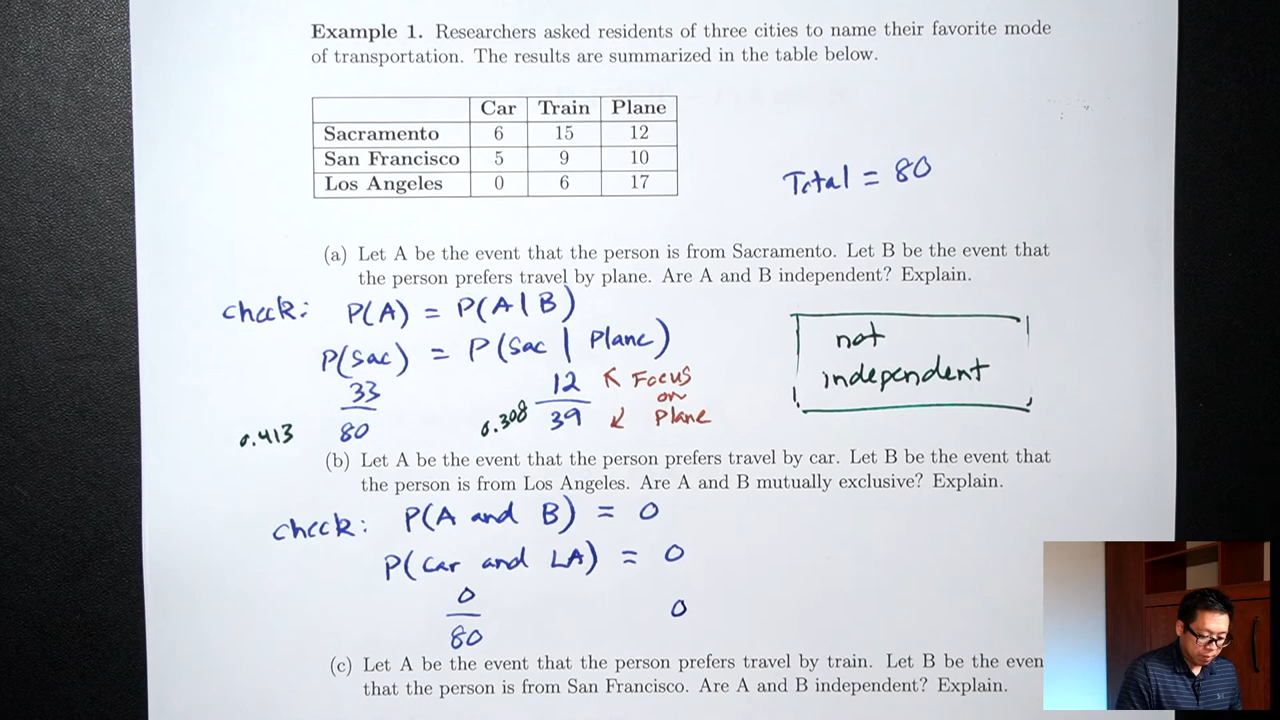 Example 1. Researchers asked residents of three cities to name their favorite mode
of transportation. The results are summarized in the table below.
Car Train Plane
Sacramento 6 15 12
San Francisco 5 9 10
Los Angeles 0 6 17
Total = 80
(a) Let A be the event that the person is from Sacramento. Let B be the event that
the person prefers travel by plane. Are A and B independent? Explain.
check: P(A) = P(A | B)
P(Sac) = P(Sac | Plane)
33
80
0.413
12
39
0.308
Focus
on
Plane
not
independent
(b) Let A be the event that the person prefers travel by car. Let B be the event that
the person is from Los Angeles. Are A and B mutually exclusive? Explain.
check: P(A and B) = 0
P(Car and LA) = 0
0
80
0
(c) Let A be the event that the person prefers travel by train. Let B be the even
that the person is from San Francisco. Are A and B independent? Explain.